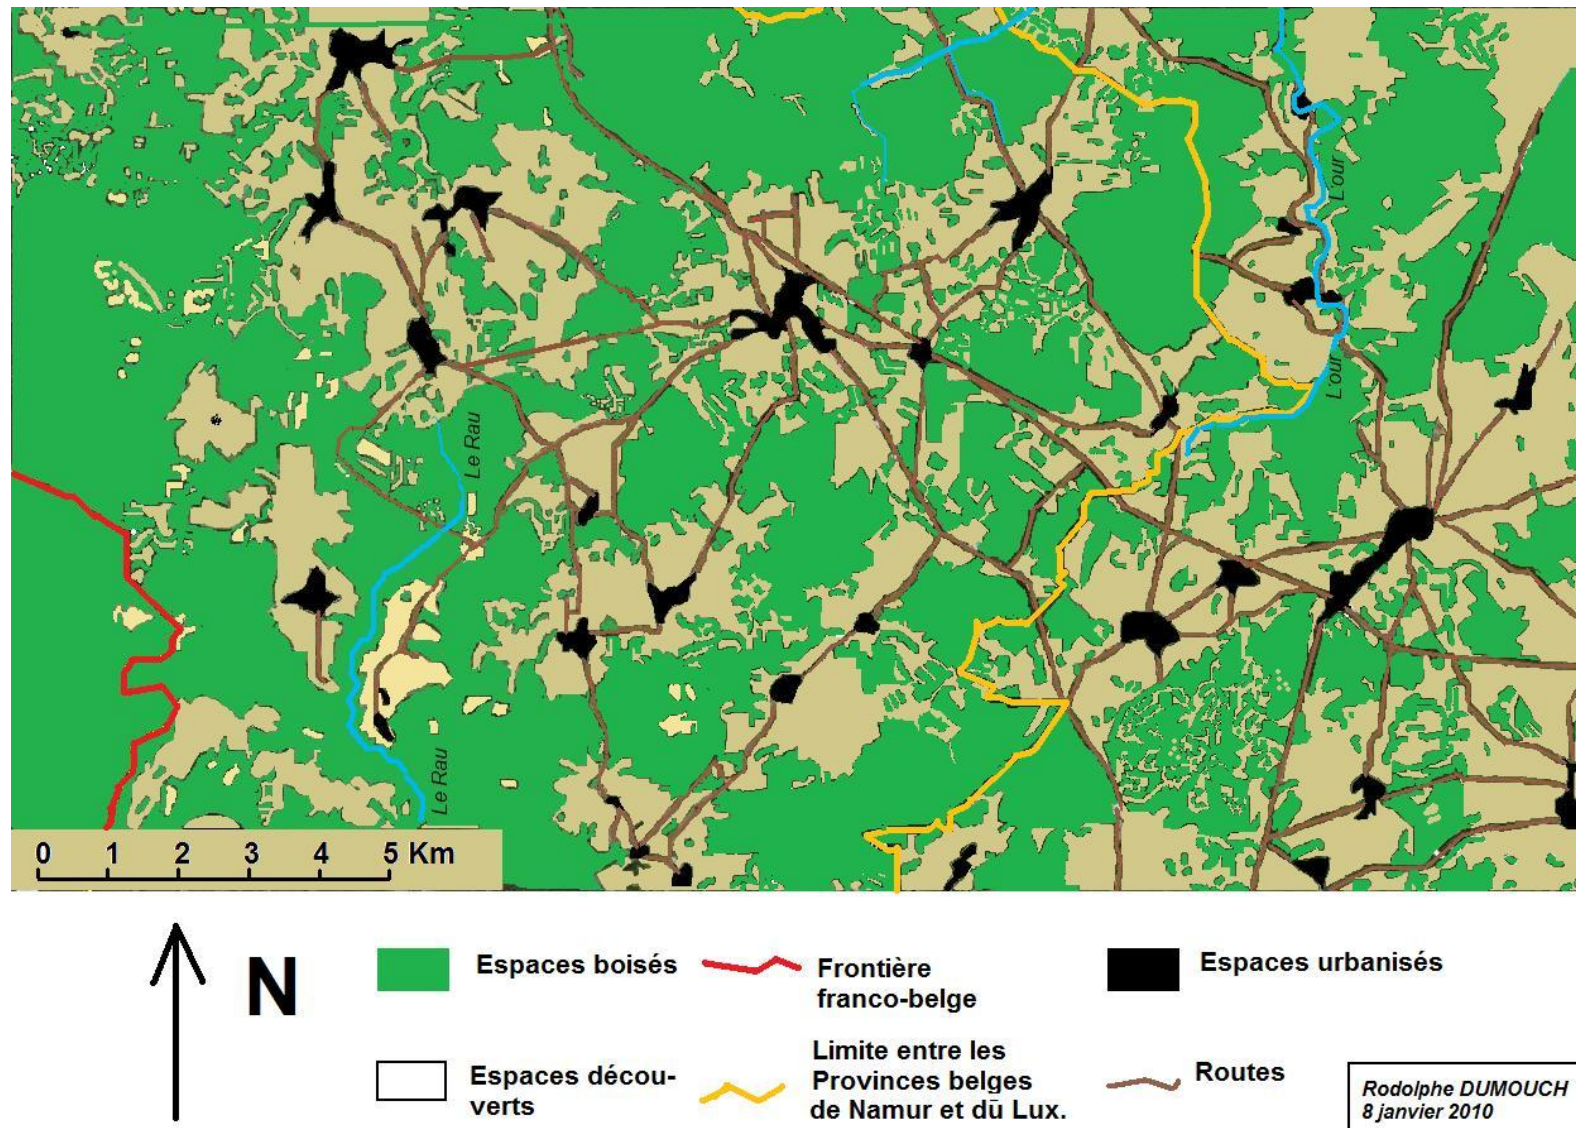 L'our
L'our
Le Rau
Le Rau
0 1 2 3 4 5 Km
N
Espaces boisés
Frontière
franco-belge
Espaces urbanisés
Espaces décou-
verts
Limite entre les
Provinces belges
de Namur et dū Lux.
Routes
Rodolphe DUMOUCH
8 janvier 2010